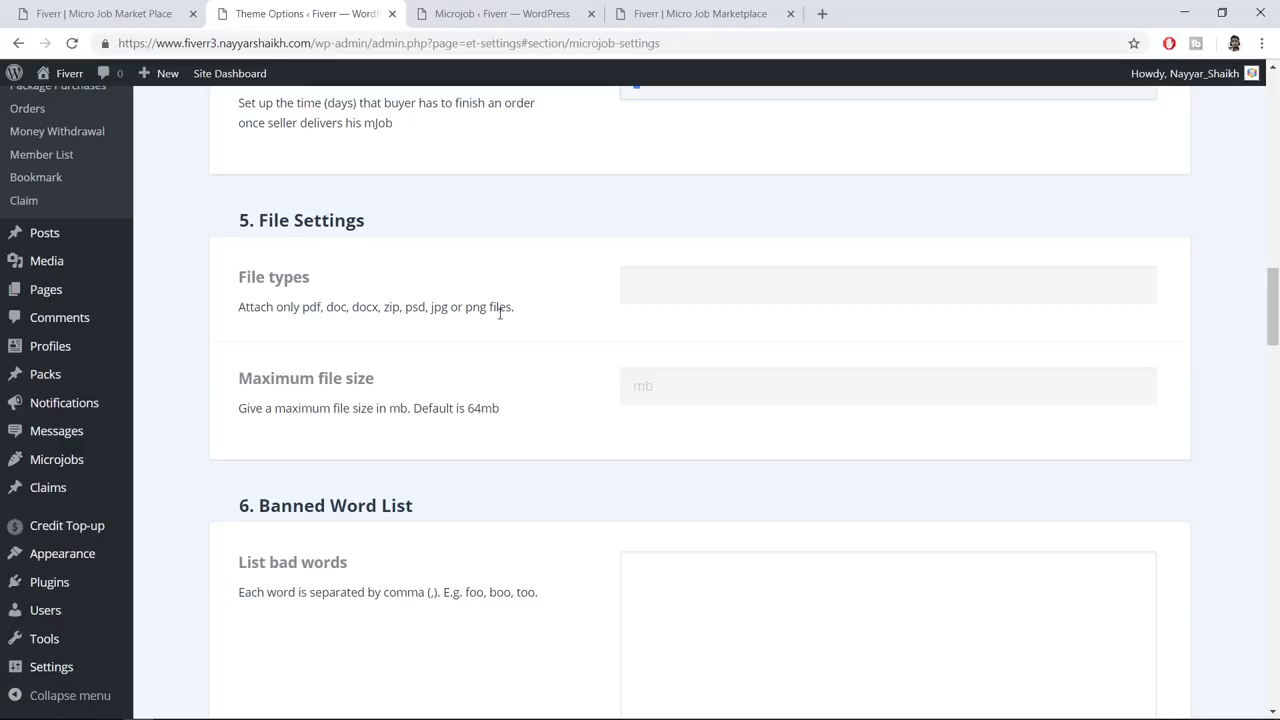 Fiverr | Micro Job Market Place
Theme Options ‹ Fiverr — WordP
Microjob ‹ Fiverr — WordPress
Fiverr | Micro Job Marketplace
https://www.fiverr3.nayyarshaikh.com/wp-admin/admin.php?page=et-settings#section/microjob-settings
Fiverr 0 New Site Dashboard Howdy, Nayyar_Shaikh
Package Purchases
Orders
Money Withdrawal
Member List
Bookmark
Claim
Posts
Media
Pages
Comments
Profiles
Packs
Notifications
Messages
Microjobs
Claims
Credit Top-up
Appearance
Plugins
Users
Tools
Settings
Collapse menu
Set up the time (days) that buyer has to finish an order
once seller delivers his mJob
5. File Settings
File types
Attach only pdf, doc, docx, zip, psd, jpg or png files.
Maximum file size
mb
Give a maximum file size in mb. Default is 64mb
6. Banned Word List
List bad words
Each word is separated by comma (,). E.g. foo, boo, too.